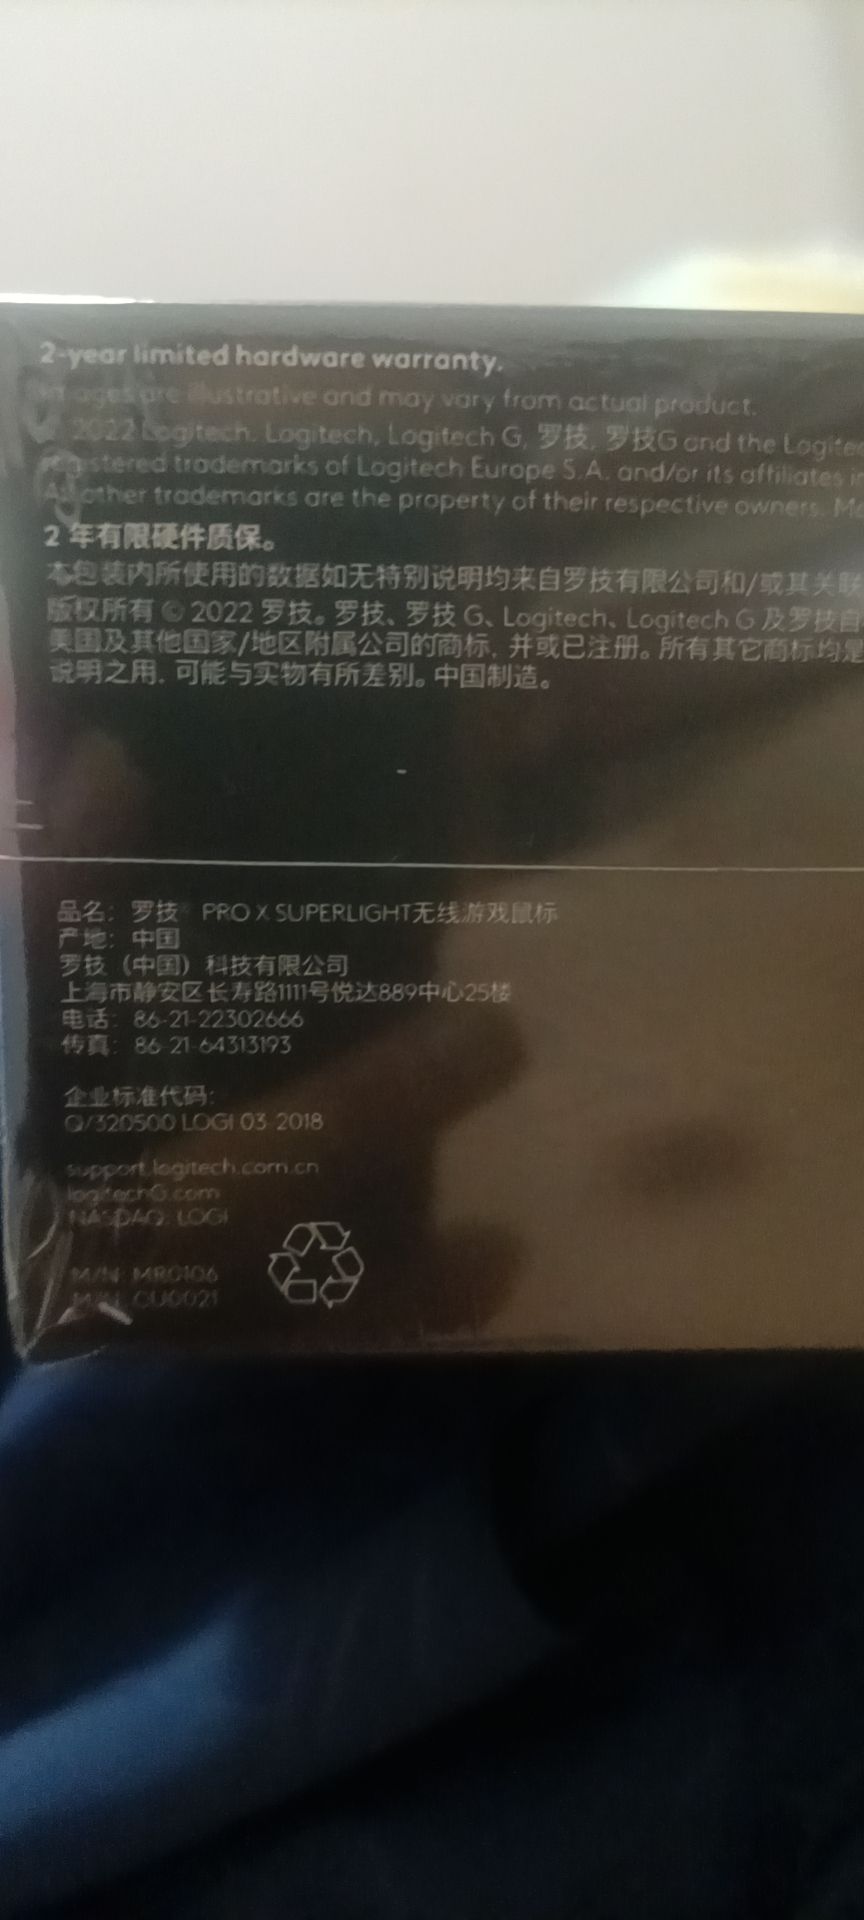 2-year limited hardware warranty.
Images are illustrative and may vary from actual product.
2022 Logitech. Logitech, Logitech G, 罗技, 罗技G and the
registered trademarks of Logitech Europe S.A. and/or its affiliates
All other trademarks are the property of their respective owners.
2 年有限硬件质保。
本包装内所使用的数据如无特别说明均来自罗技有限公司和/或其关联
版权所有 © 2022 罗技。罗技、罗技 G、Logitech、Logitech G 及罗技
美国及其他国家/地区附属公司的商标, 并或已注册。所有其它商标均是
说明之用, 可能与实物有所差别。中国制造。
品名: 罗技® PRO X SUPERLIGHT无线游戏鼠标
产地: 中国
罗技 (中国) 科技有限公司
上海市静安区长寿路1111号悦达889中心25楼
电话: 86-21-22302666
传真: 86-21-64313193
企业标准代码:
Q/320500 LOGI 03-2018
support.logitech.com.cn
logitechG.com
NASDAQ: LOGI
M/N: MR0106
M/N: CU0021